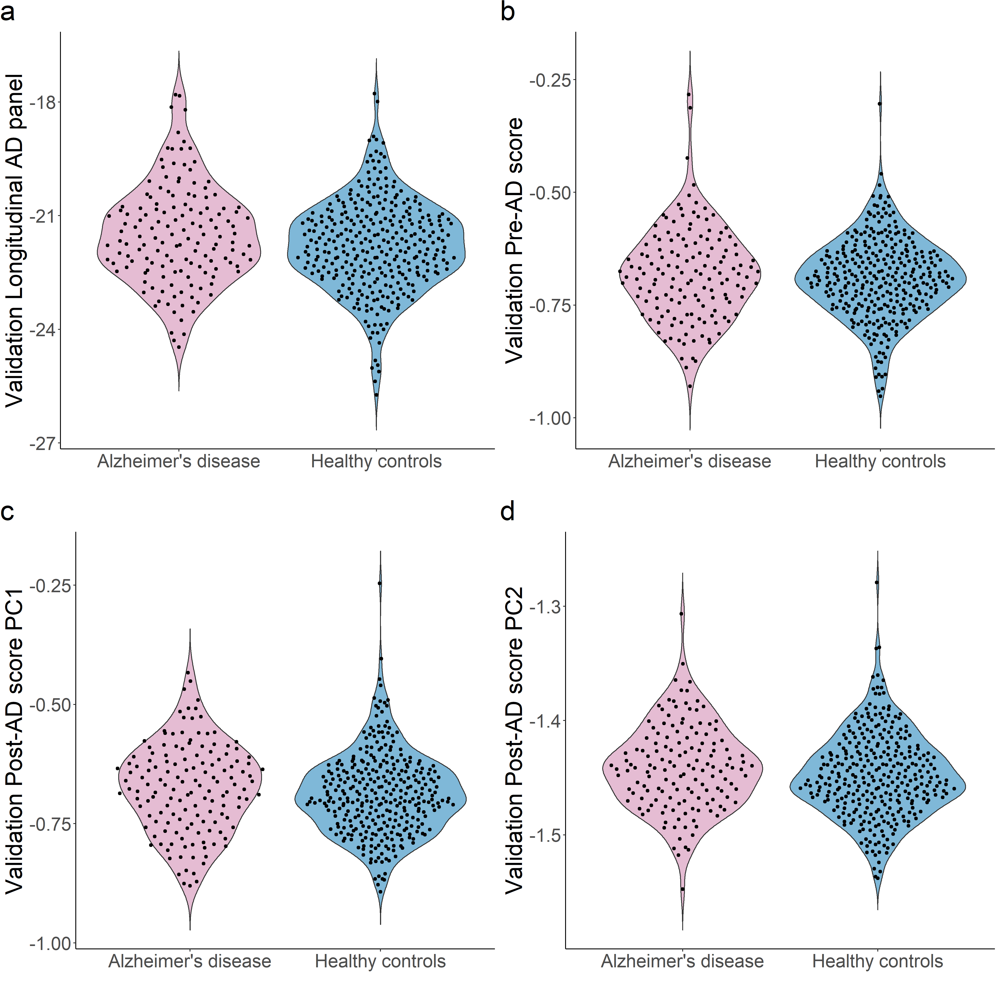 a
Validation Longitudinal AD panel
-18
-21
-24
-27
Alzheimer's disease
Healthy controls
b
Validation Pre-AD score
-0.25
-0.50
-0.75
-1.00
Alzheimer's disease
Healthy controls
c
Validation Post-AD score PC1
-0.25
-0.50
-0.75
-1.00
Alzheimer's disease
Healthy controls
d
Validation Post-AD score PC2
-1.3
-1.4
-1.5
Alzheimer's disease
Healthy controls